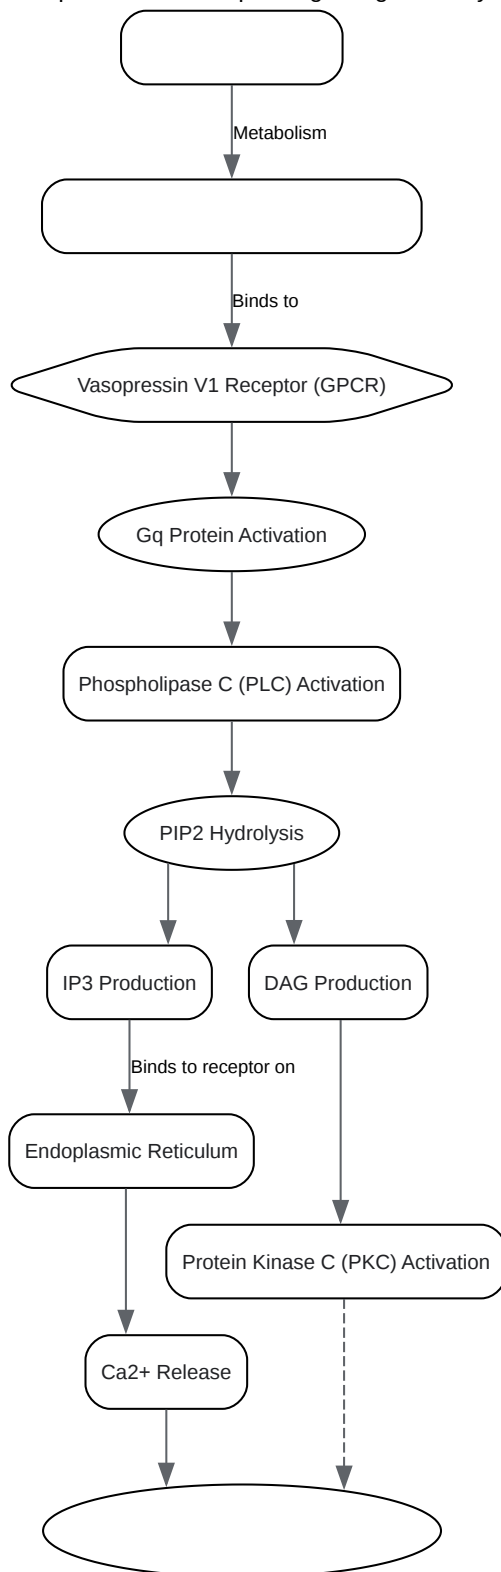 Metabolism
Binds to
Vasopressin V1 Receptor (GPCR)
Gq Protein Activation
Phospholipase C (PLC) Activation
PIP2 Hydrolysis
IP3 Production
DAG Production
Binds to receptor on
Endoplasmic Reticulum
Protein Kinase C (PKC) Activation
Ca2+ Release